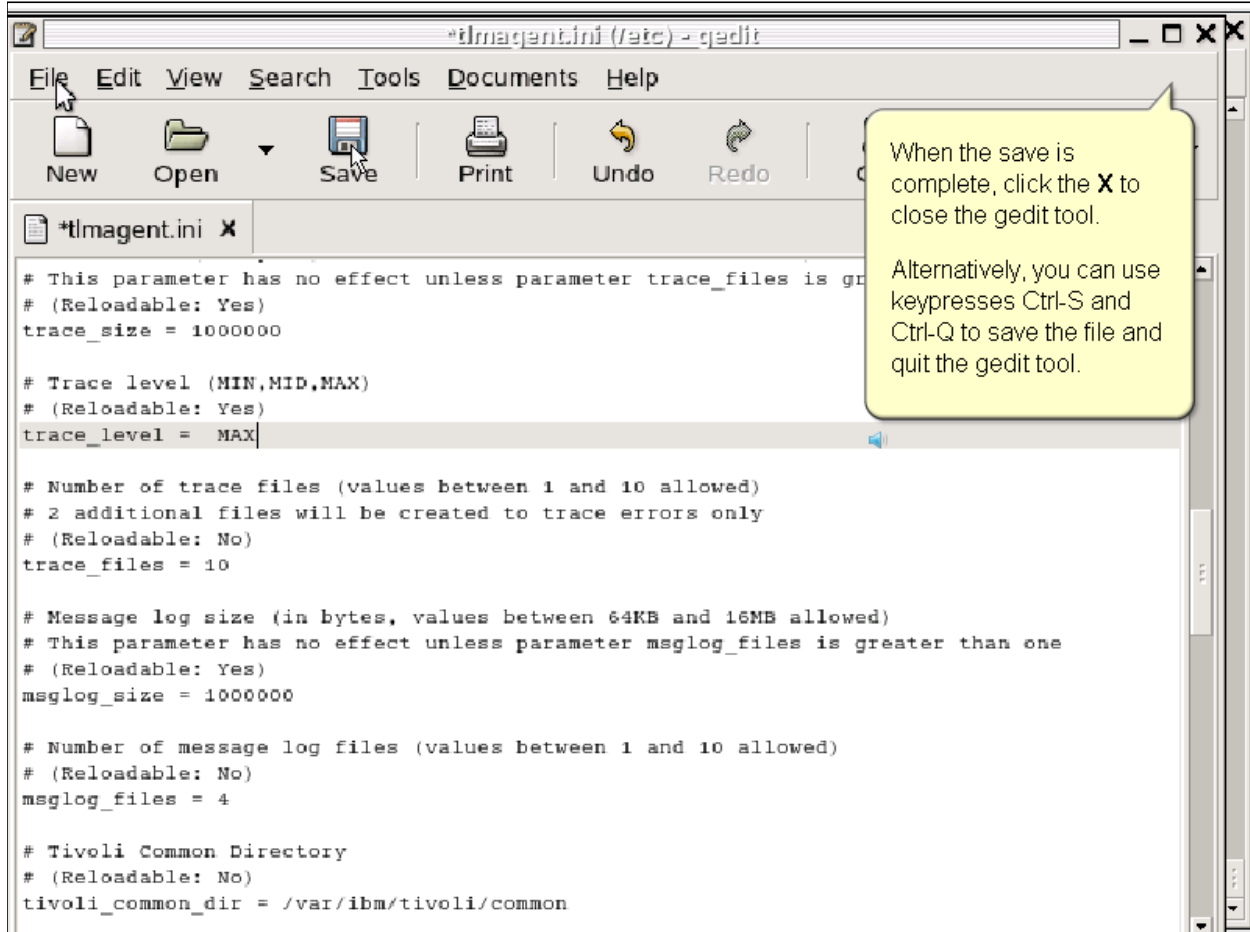 *tlmagent.ini (/etc) - gedit
File Edit View Search Tools Documents Help
New Open Save Print Undo Redo
*tlmagent.ini
When the save is
complete, click the X to
close the gedit tool.
Alternatively, you can use
keypresses Ctrl-S and
Ctrl-Q to save the file and
quit the gedit tool.
# This parameter has no effect unless parameter trace_files is
# (Reloadable: Yes)
trace_size = 1000000
# Trace level (MIN,MID,MAX)
# (Reloadable: Yes)
trace_level =  MAX
# Number of trace files (values between 1 and 10 allowed)
# 2 additional files will be created to trace errors only
# (Reloadable: No)
trace_files = 10
# Message log size (in bytes, values between 64KB and 16MB allowed)
# This parameter has no effect unless parameter msglog_files is greater than one
# (Reloadable: Yes)
msglog_size = 1000000
# Number of message log files (values between 1 and 10 allowed)
# (Reloadable: No)
msglog_files = 4
# Tivoli Common Directory
# (Reloadable: No)
tivoli_common_dir = /var/ibm/tivoli/common